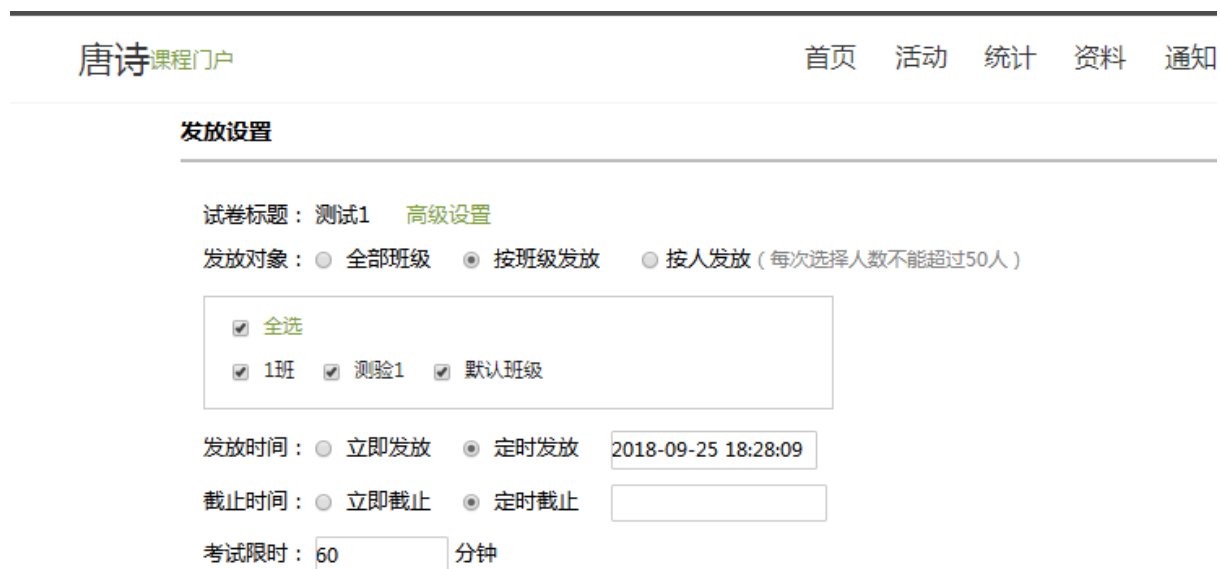 唐诗课程门户 首页 活动 统计 资料 通知
发放设置
试卷标题： 测试1 高级设置
发放对象： 全部班级 按班级发放 按人发放（每次选择人数不能超过50人）
全选
1班 测验1 默认班级
发放时间： 立即发放 定时发放 2018-09-25 18:28:09
截止时间： 立即截止 定时截止
考试限时： 60 分钟